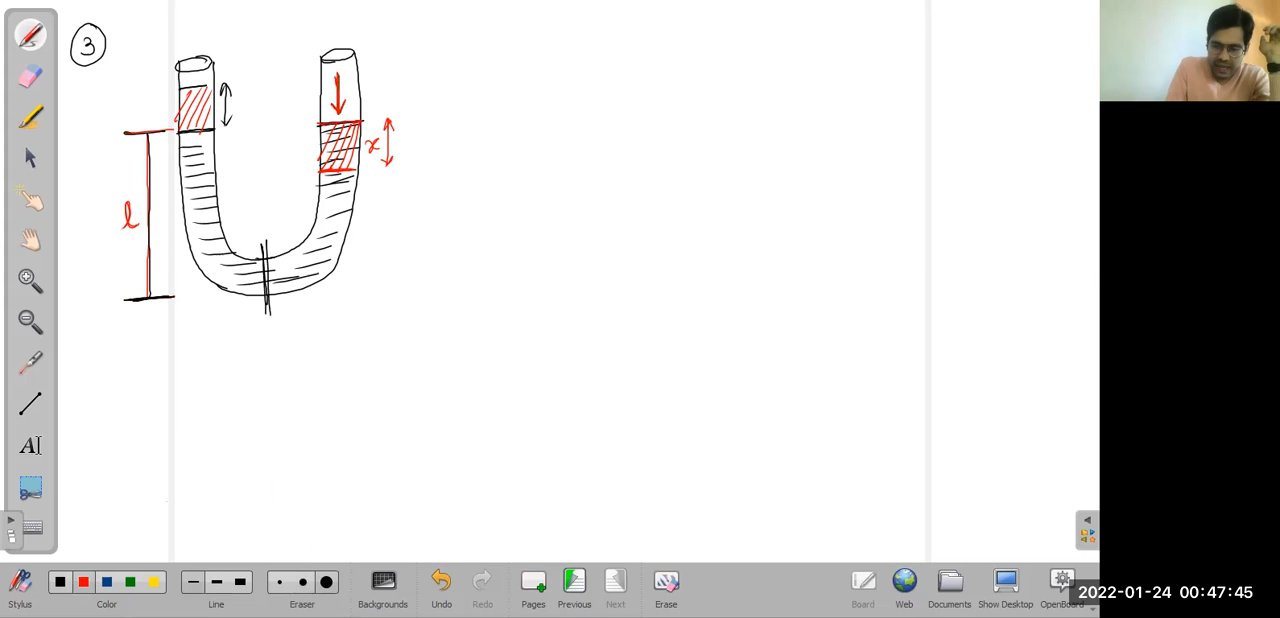 3
l
x
A
Stylus
Color
Line
Eraser
Backgrounds
Undo
Redo
Pages
Previous
Next
Erase
Board
Web
Documents
Show Desktop
OpenBoard
2022-01-24 00:47:45